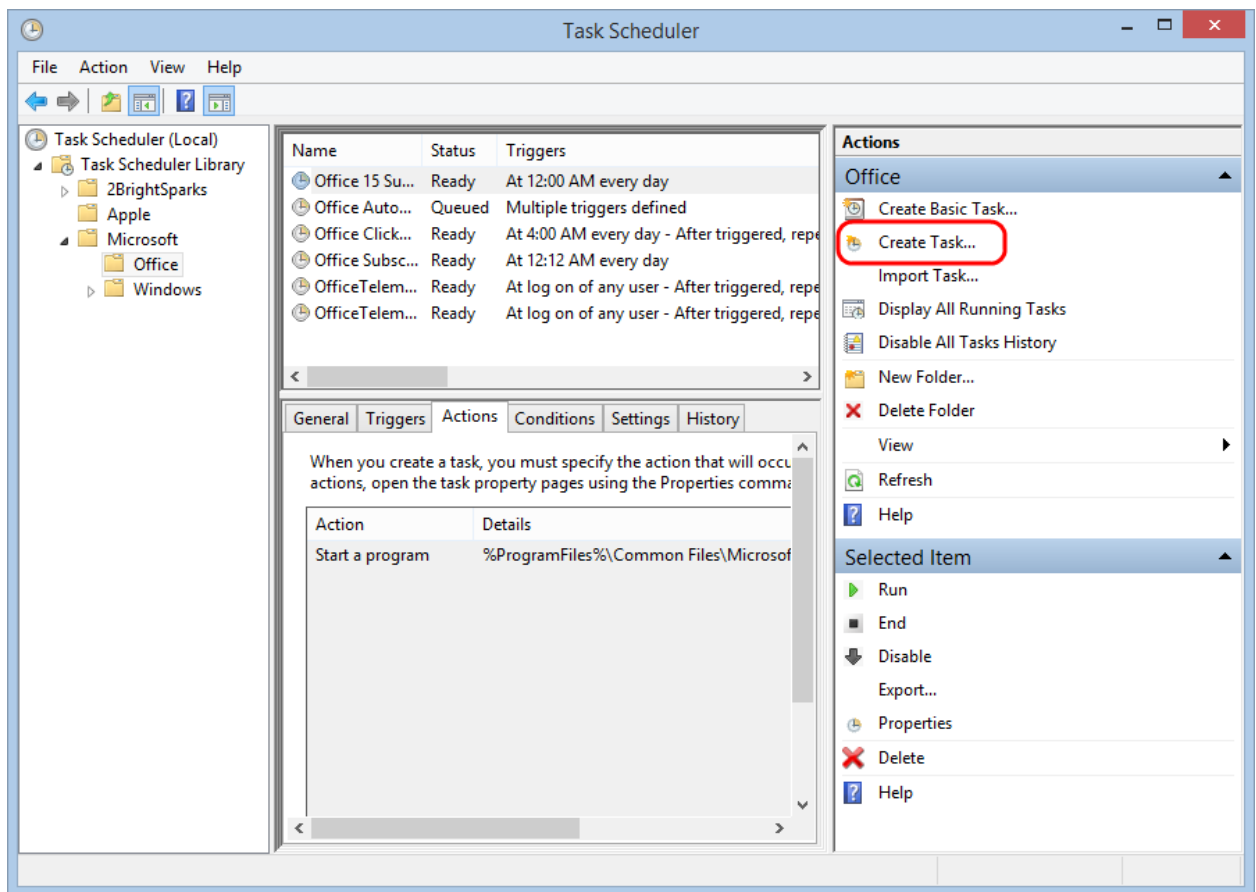 Task Scheduler
File Action View Help
Task Scheduler (Local)
Task Scheduler Library
2BrightSparks
Apple
Microsoft
Office
Windows
Name Status Triggers
Office 15 Su... Ready At 12:00 AM every day
Office Auto... Queued Multiple triggers defined
Office Click... Ready At 4:00 AM every day - After triggered, repe
Office Subsc... Ready At 12:12 AM every day
OfficeTelem... Ready At log on of any user - After triggered, repe
OfficeTelem... Ready At log on of any user - After triggered, repe
General Triggers Actions Conditions Settings History
When you create a task, you must specify the action that will occu
actions, open the task property pages using the Properties comma
Action Details
Start a program %ProgramFiles%\Common Files\Microsof
Actions
Office
Create Basic Task...
Create Task...
Import Task...
Display All Running Tasks
Disable All Tasks History
New Folder...
Delete Folder
View
Refresh
Help
Selected Item
Run
End
Disable
Export...
Properties
Delete
Help